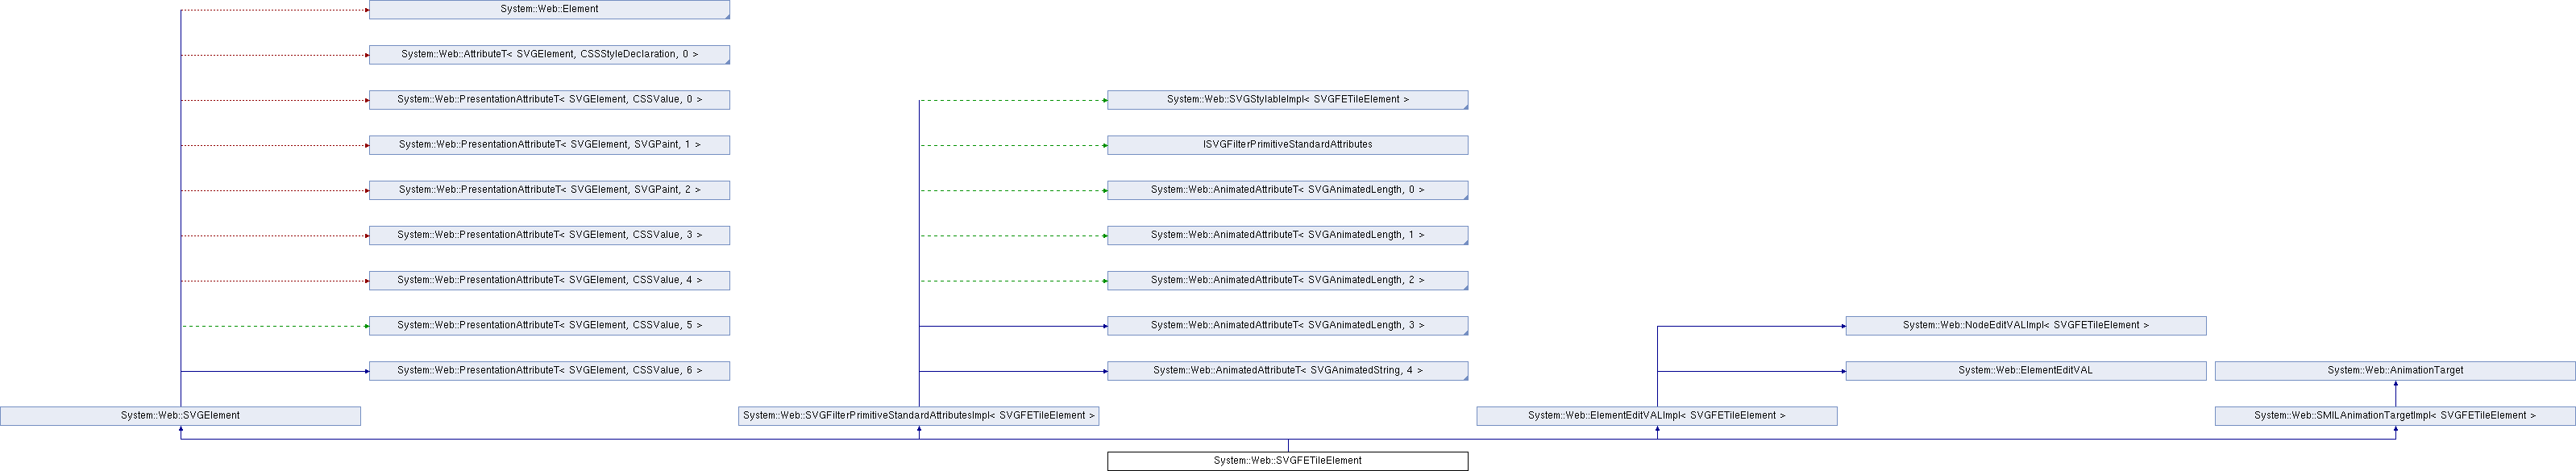 System::Web::Element
System::Web::AttributeT< SVGElement, CSSStyleDeclaration, 0 >
System::Web::PresentationAttributeT< SVGElement, CSSValue, 0 >
System::Web::SVGStylableImpl< SVGFETileElement >
System::Web::PresentationAttributeT< SVGElement, SVGPaint, 1 >
ISVGFilterPrimitiveStandardAttributes
System::Web::PresentationAttributeT< SVGElement, SVGPaint, 2 >
System::Web::AnimatedAttributeT< SVGAnimatedLength, 0 >
System::Web::PresentationAttributeT< SVGElement, CSSValue, 3 >
System::Web::AnimatedAttributeT< SVGAnimatedLength, 1 >
System::Web::PresentationAttributeT< SVGElement, CSSValue, 4 >
System::Web::AnimatedAttributeT< SVGAnimatedLength, 2 >
System::Web::PresentationAttributeT< SVGElement, CSSValue, 5 >
System::Web::AnimatedAttributeT< SVGAnimatedLength, 3 >
System::Web::NodeEditVALImpl< SVGFETileElement >
System::Web::PresentationAttributeT< SVGElement, CSSValue, 6 >
System::Web::AnimatedAttributeT< SVGAnimatedString, 4 >
System::Web::ElementEditVAL
System::Web::AnimationTarget
System::Web::SVGElement
System::Web::SVGFilterPrimitiveStandardAttributesImpl< SVGFETileElement >
System::Web::ElementEditVALImpl< SVGFETileElement >
System::Web::SMILAnimationTargetImpl< SVGFETileElement >
System::Web::SVGFETileElement